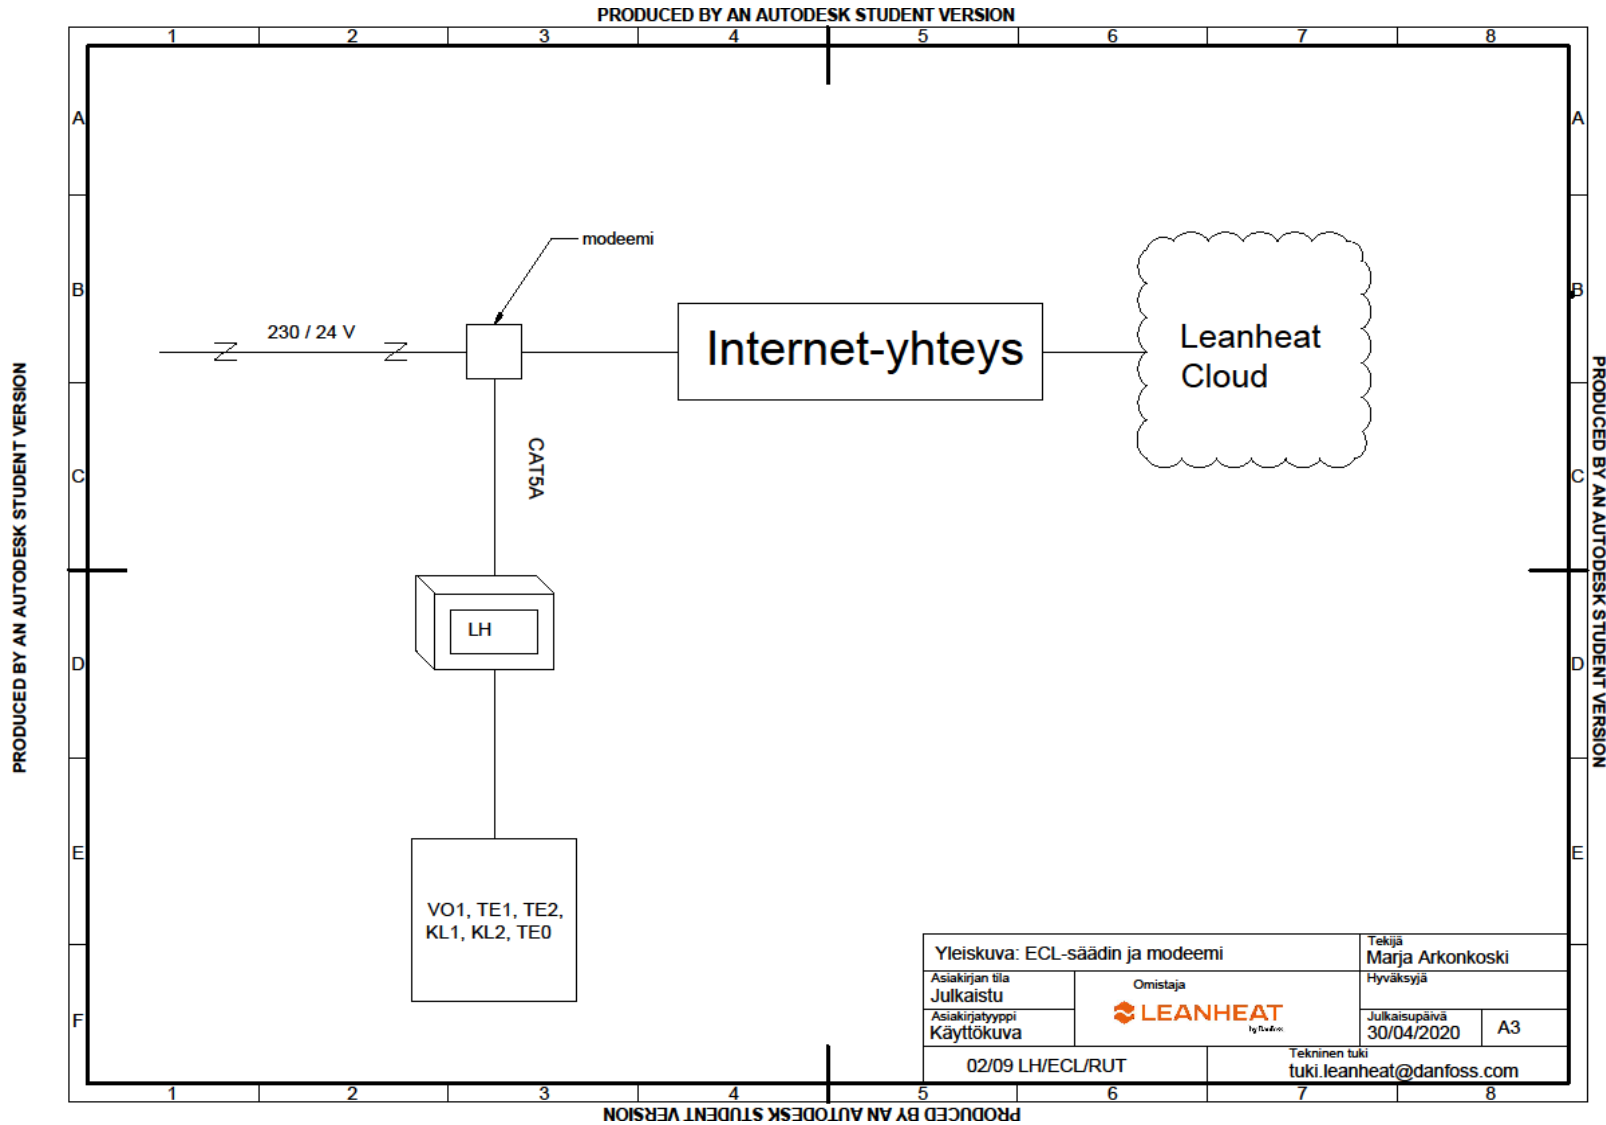 PRODUCED BY AN AUTODESK STUDENT VERSION
1 2 3 4 5 6 7 8
A A
modeemi
B B
230 / 24 V
Internet-yhteys
Leanheat
Cloud
PRODUCED BY AN AUTODESK STUDENT VERSION
PRODUCED BY AN AUTODESK STUDENT VERSION
CAT5A
C C
LH
D D
E E
VO1, TE1, TE2,
KL1, KL2, TE0
F
Yleiskuva: ECL-säädin ja modeemi
Tekijä
Marja Arkonkoski
Asiakirjan tila
Julkaistu
Omistaja
LEANHEAT
by Danfoss
Hyväksyjä
Asiakirjatyyppi
Käyttökuva
Julkaisupäivä
30/04/2020
A3
02/09 LH/ECL/RUT
Tekninen tuki
tuki.leanheat@danfoss.com
1 2 3 4 5 6 7 8
PRODUCED BY AN AUTODESK STUDENT VERSION